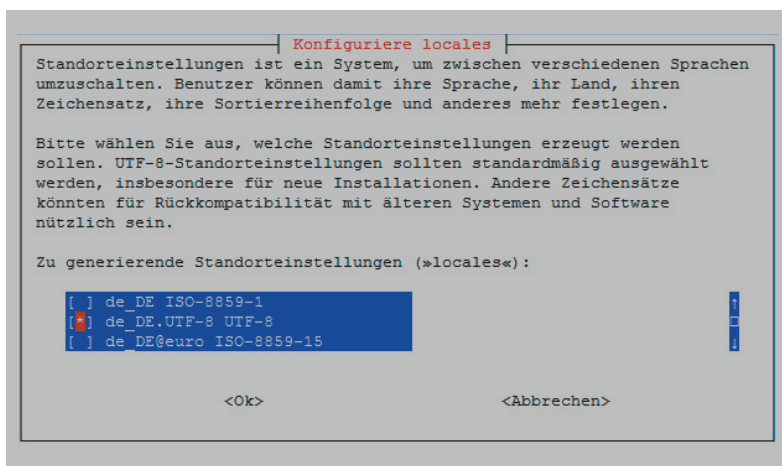 Konfiguriere locales
Standorteinstellungen ist ein System, um zwischen verschiedenen Sprachen
umzuschalten. Benutzer können damit ihre Sprache, ihr Land, ihren
Zeichensatz, ihre Sortierreihenfolge und anderes mehr festlegen.
Bitte wählen Sie aus, welche Standorteinstellungen erzeugt werden
sollen. UTF-8-Standorteinstellungen sollten standardmäßig ausgewählt
werden, insbesondere für neue Installationen. Andere Zeichensätze
könnten für Rückkompatibilität mit älteren Systemen und Software
nützlich sein.
Zu generierende Standorteinstellungen (»locales«):
[ ] de_DE ISO-8859-1
[*] de_DE.UTF-8 UTF-8
[ ] de_DE@euro ISO-8859-15
<Ok> <Abbrechen>